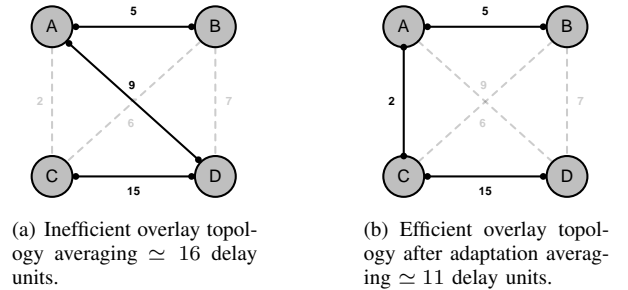 5
A
B
9
2
7
6
C
D
15
(a) Inefficient overlay topol-
ogy averaging ≃ 16 delay
units.
5
A
B
9
2
7
6
C
D
15
(b) Efficient overlay topol-
ogy after adaptation averag-
ing ≃ 11 delay units.